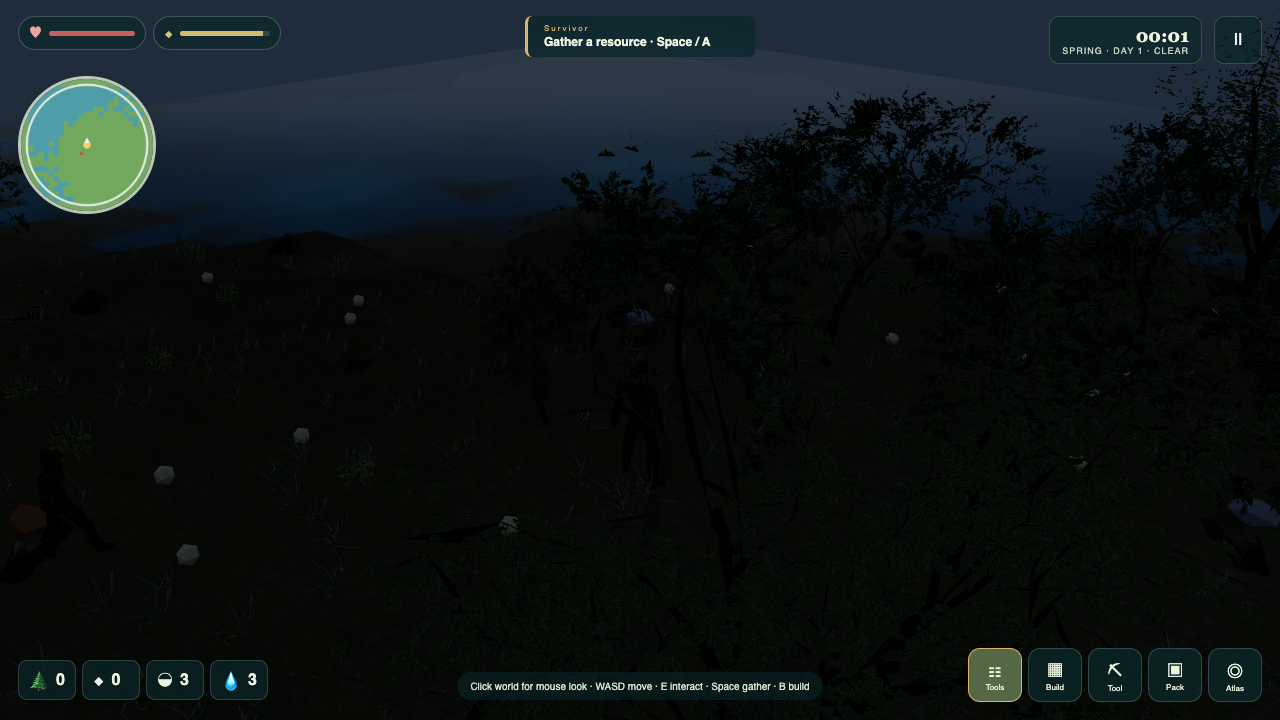 Survivor
Gather a resource · Space / A
00:01
SPRING · DAY 1 · CLEAR
0
0
3
3
Click world for mouse look · WASD move · E interact · Space gather · B build
Tools
Build
Tool
Pack
Atlas